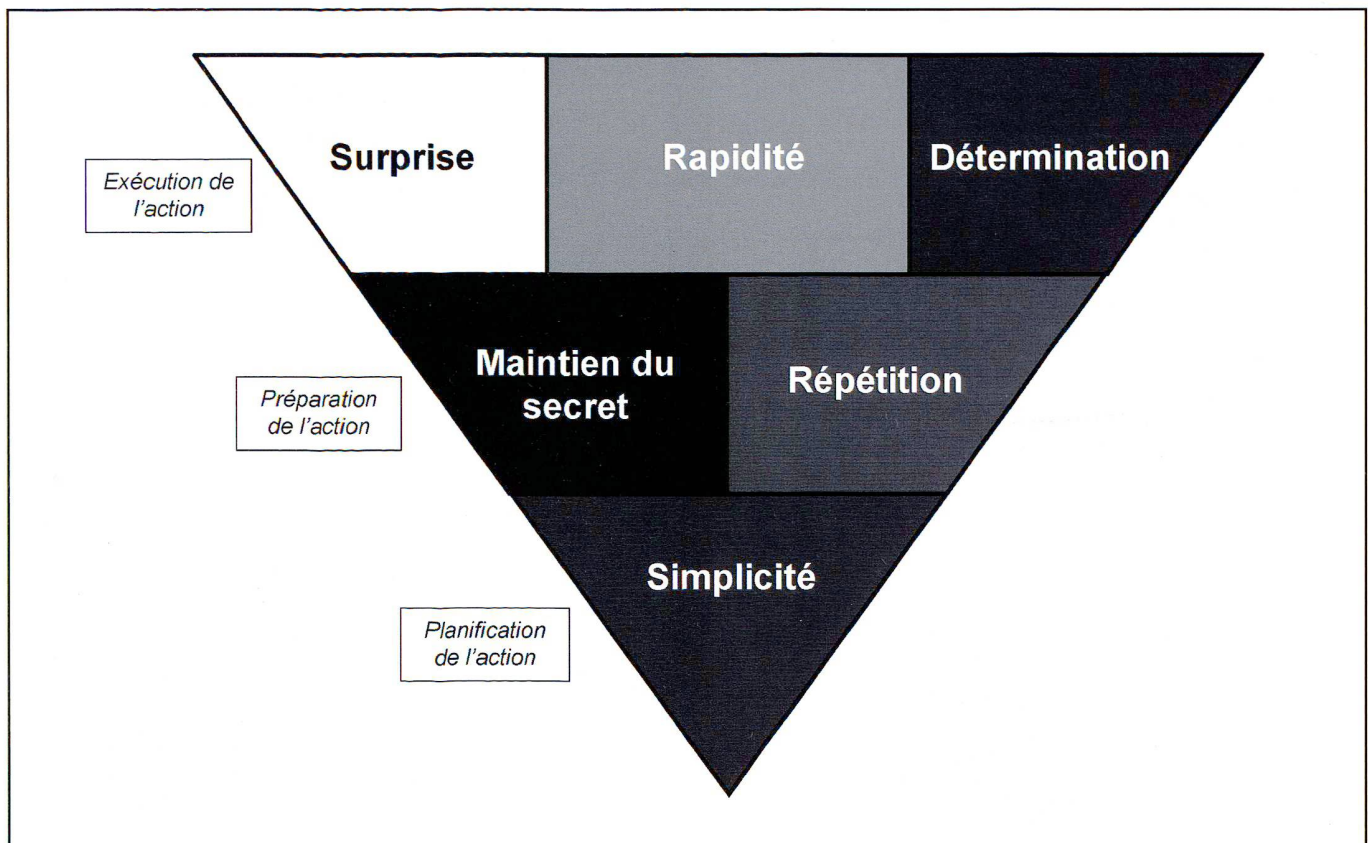 Surprise
Rapidité
Détermination
Exécution de
l'action
Maintien du
secret
Répétition
Préparation
de l'action
Simplicité
Planification
de l'action